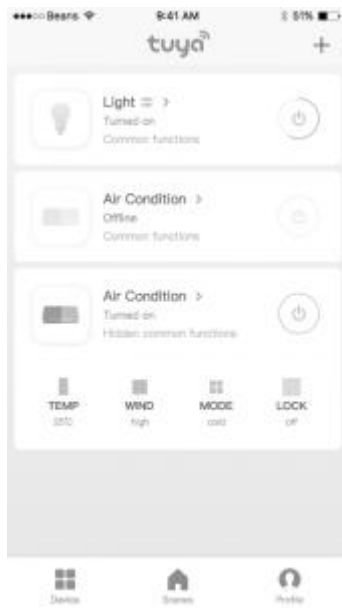 Beans 9:41 AM 51%
tuya
Light
Turned on
Common functions
Air Condition
Offline
Common functions
Air Condition
Turned on
Hidden common functions
TEMP WIND MODE LOCK
high cold off
Device Scenes Profile